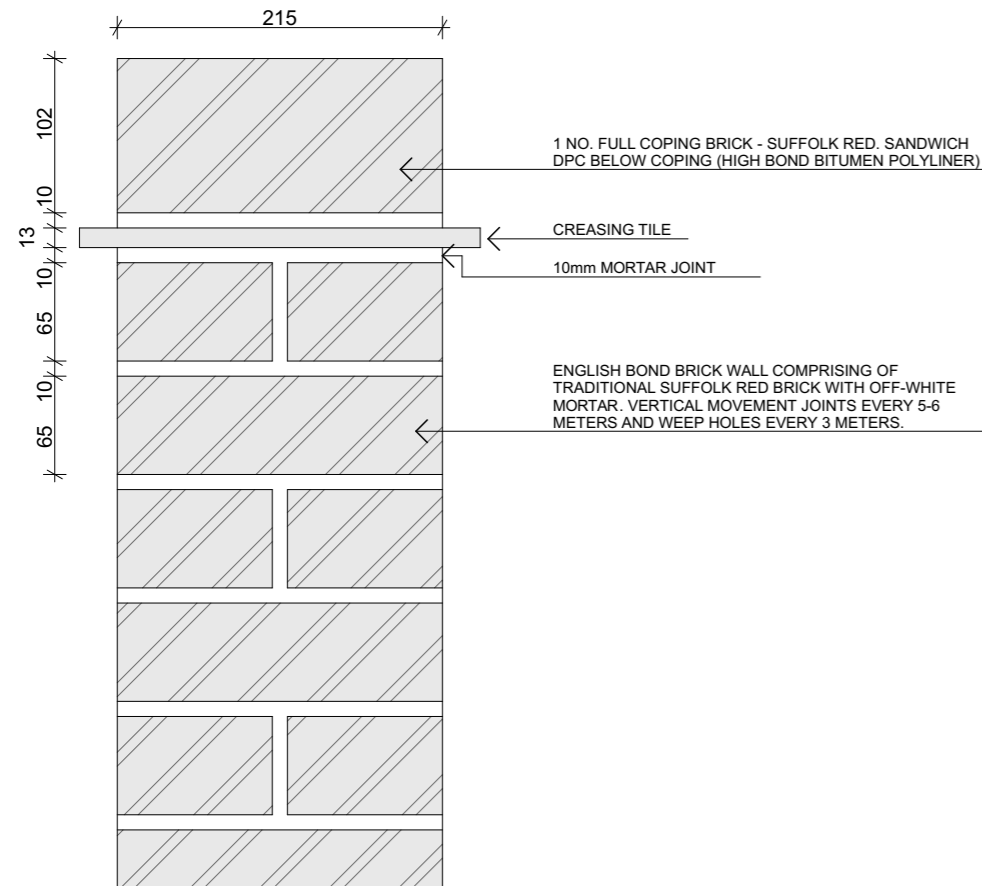 215
102
10
13
10
65
10
65
1 NO. FULL COPING BRICK - SUFFOLK RED. SANDWICH
DPC BELOW COPING (HIGH BOND BITUMEN POLYLINER)
CREASING TILE
10mm MORTAR JOINT
ENGLISH BOND BRICK WALL COMPRISING OF
TRADITIONAL SUFFOLK RED BRICK WITH OFF-WHITE
MORTAR. VERTICAL MOVEMENT JOINTS EVERY 5-6
METERS AND WEEP HOLES EVERY 3 METERS.